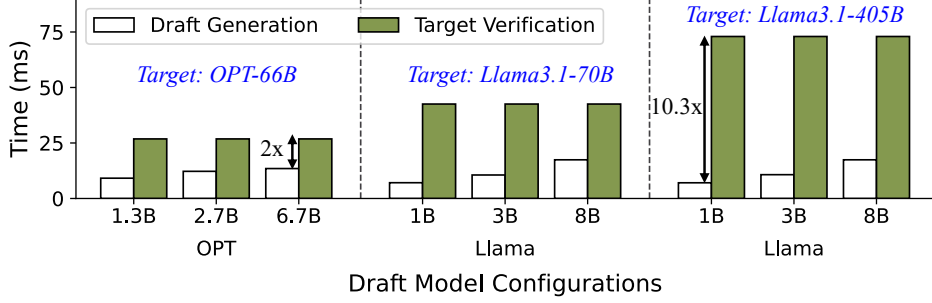 Draft Generation Target Verification
Target: Llama3.1-405B
Target: OPT-66B Target: Llama3.1-70B
Time (ms)
75
50
25
0
2x
10.3x
1.3B 2.7B 6.7B 1B 3B 8B 1B 3B 8B
OPT Llama Llama
Draft Model Configurations